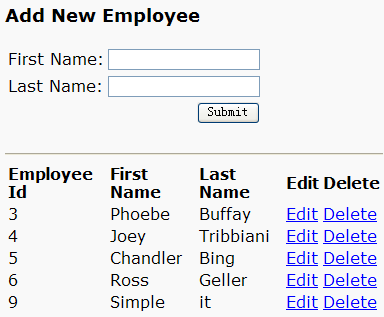 Add New Employee
First Name:
Last Name:
Submit
Employee Id First Name Last Name Edit Delete
3 Phoebe Buffay Edit Delete
4 Joey Tribbiani Edit Delete
5 Chandler Bing Edit Delete
6 Ross Geller Edit Delete
9 Simple it Edit Delete